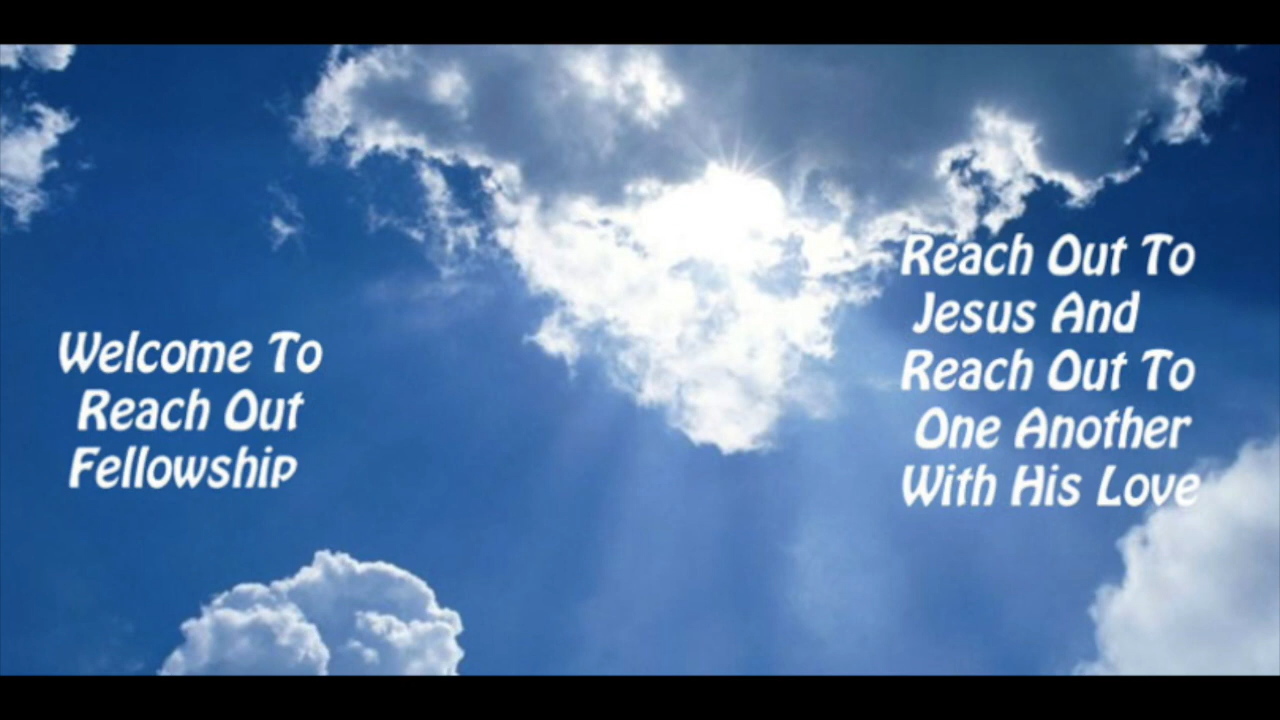 Welcome To
Reach Out
Fellowship
Reach Out To
Jesus And
Reach Out To
One Another
With His Love